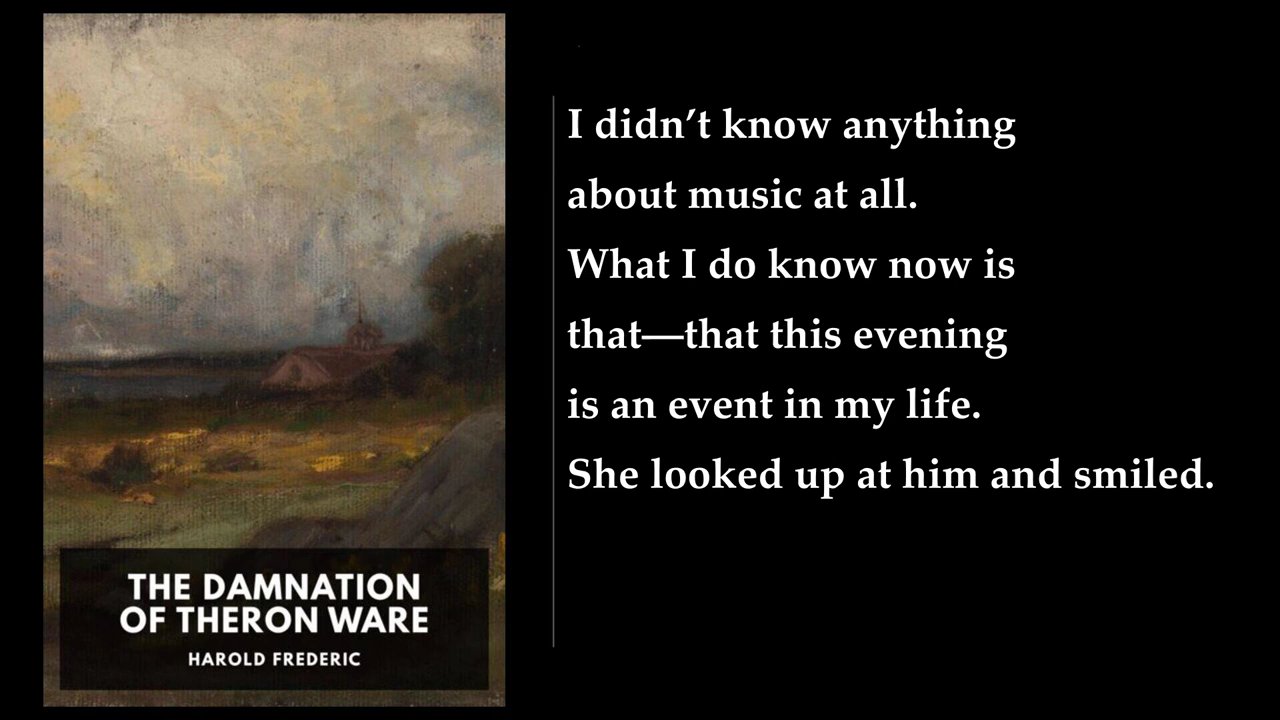 THE DAMNATION
OF THERON WARE
HAROLD FREDERIC
I didn’t know anything
about music at all.
What I do know now is
that—that this evening
is an event in my life.
She looked up at him and smiled.